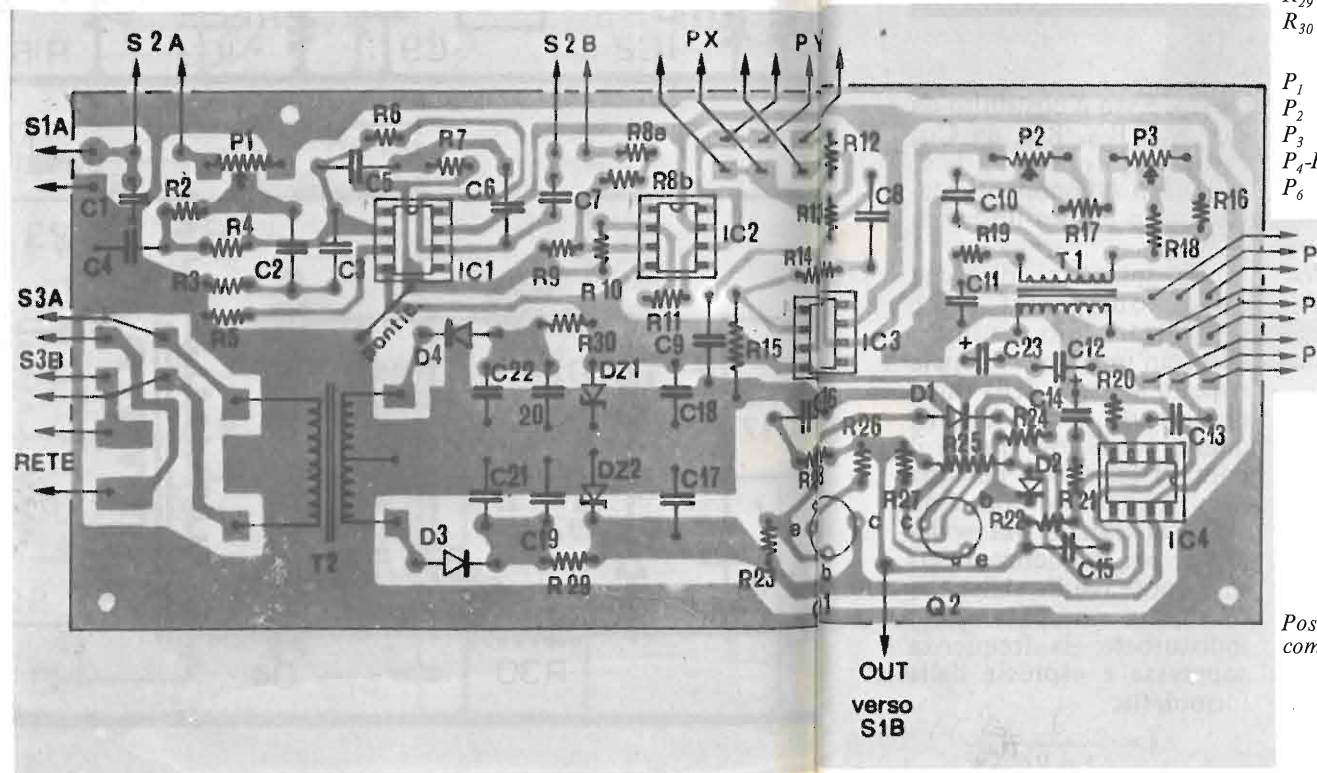 R29
R30
S2A S2B PX PY
P1
P2
P3
P6
S1A P1 R6 R7 R8a R12 P2 P3
C5 C6 C7 R8b C8 C10 R16
C1 R2 R4 R17 R18
C4 C2 C3 IC1 R9 R10 IC2 R14 R19 T1
R3 R5 R11 C11
S3A Ponticello
S3B D4 R30 C9 R15 IC3 C23 C12
C22 20 DZ1 C18 D1 R24 C14 R20 C13
RETE R26 R25 D2
C21 DZ2 C17 R27 R22 R21
T2 D3 C19 R29 e c c b e C15 IC4
b Q2
OUT
verso
S1B